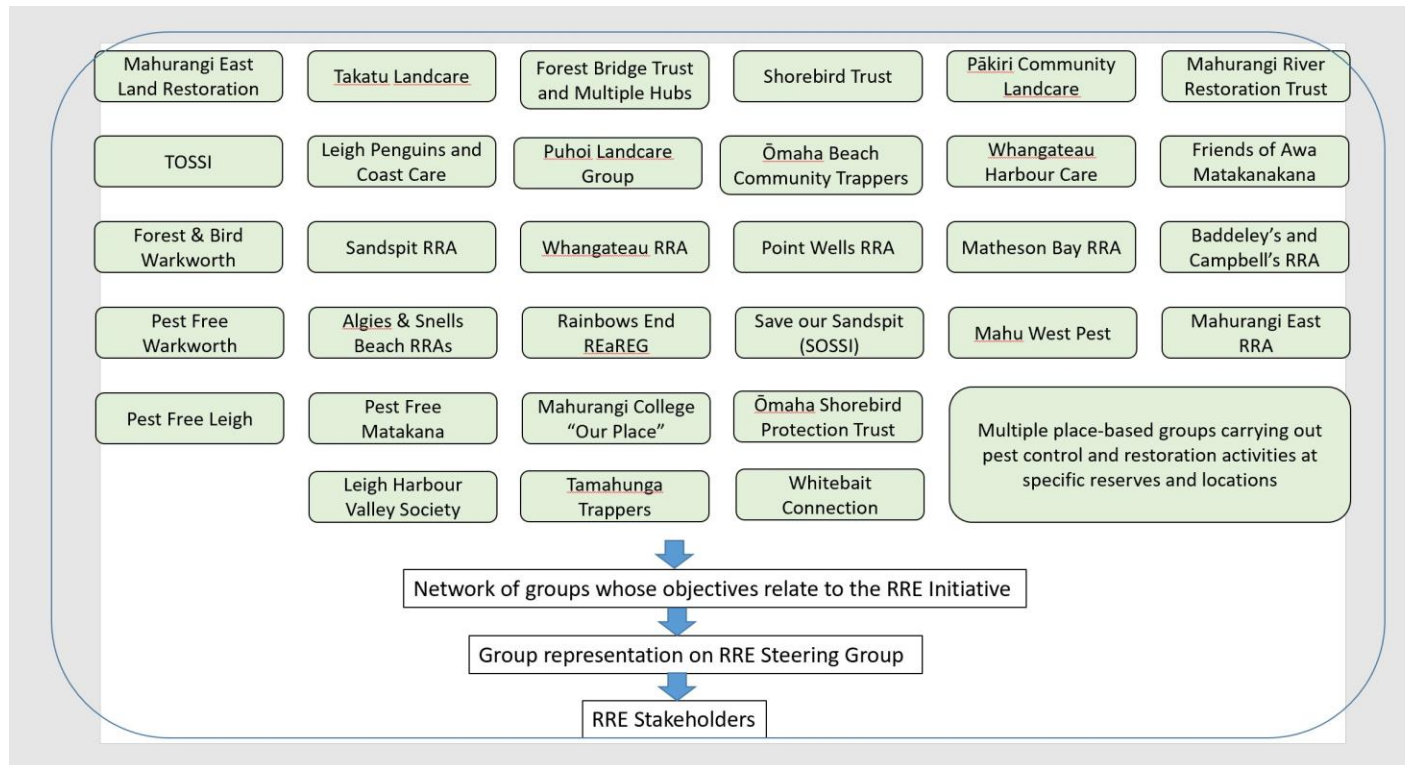 Mahurangi East
Land Restoration
Takatu Landcare
Forest Bridge Trust
and Multiple Hubs
Shorebird Trust
Pākiri Community
Landcare
Mahurangi River
Restoration Trust
TOSSI
Leigh Penguins and
Coast Care
Puhoi Landcare
Group
Ōmaha Beach
Community Trappers
Whangateau
Harbour Care
Friends of Awa
Matakanakana
Forest & Bird
Warkworth
Sandspit RRA
Whangateau RRA
Point Wells RRA
Matheson Bay RRA
Baddeley's and
Campbell's RRA
Pest Free
Warkworth
Algies & Snells
Beach RRAs
Rainbows End
REaREG
Save our Sandspit
(SOSSI)
Mahu West Pest
Mahurangi East
RRA
Pest Free Leigh
Pest Free
Matakana
Mahurangi College
“Our Place”
Ōmaha Shorebird
Protection Trust
Multiple place-based groups carrying out
pest control and restoration activities at
specific reserves and locations
Leigh Harbour
Valley Society
Tamahunga
Trappers
Whitebait
Connection
Network of groups whose objectives relate to the RRE Initiative
Group representation on RRE Steering Group
RRE Stakeholders